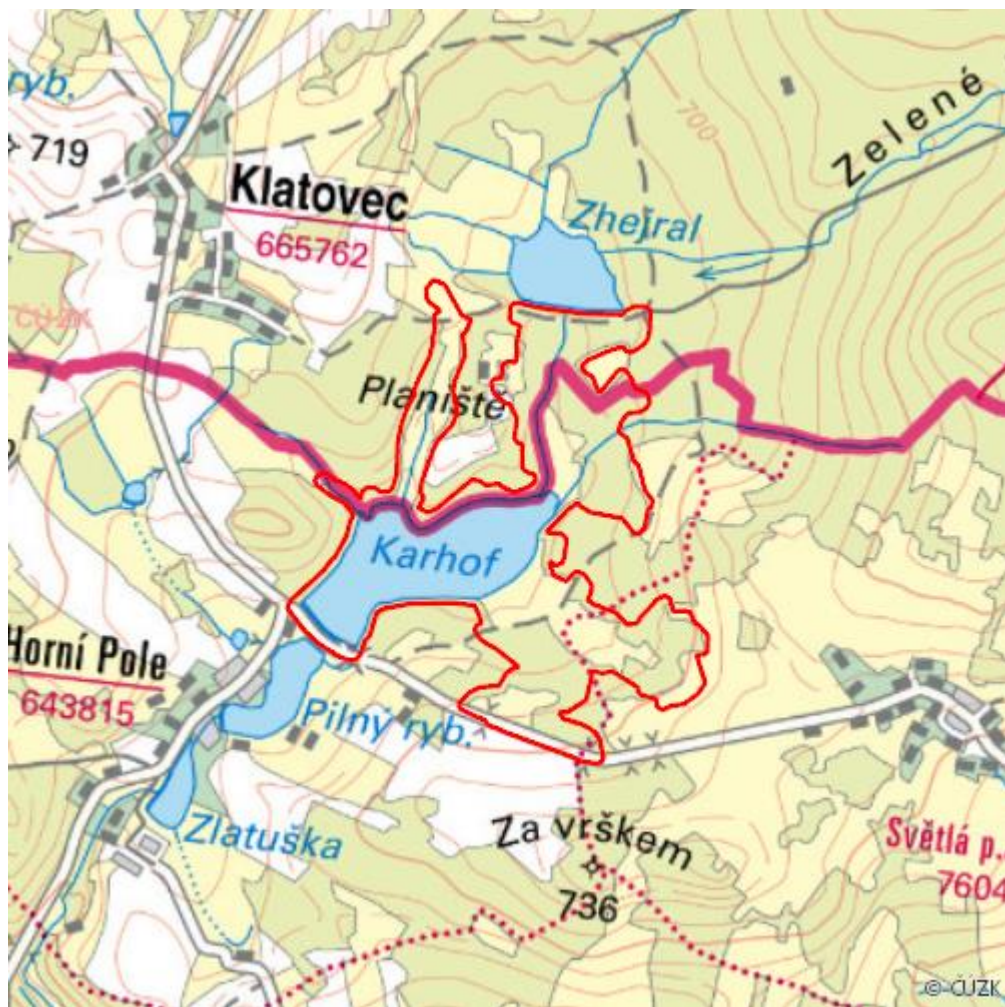 ryb.
719
Klatovec
665762
Zhejral
Zelené
700
ČÚZK
Planiště
Karhof
Horní Pole
643815
Pilný ryb.
Zlatuška
Za vrškem
736
Světlá p.
7604
© ČÚZK